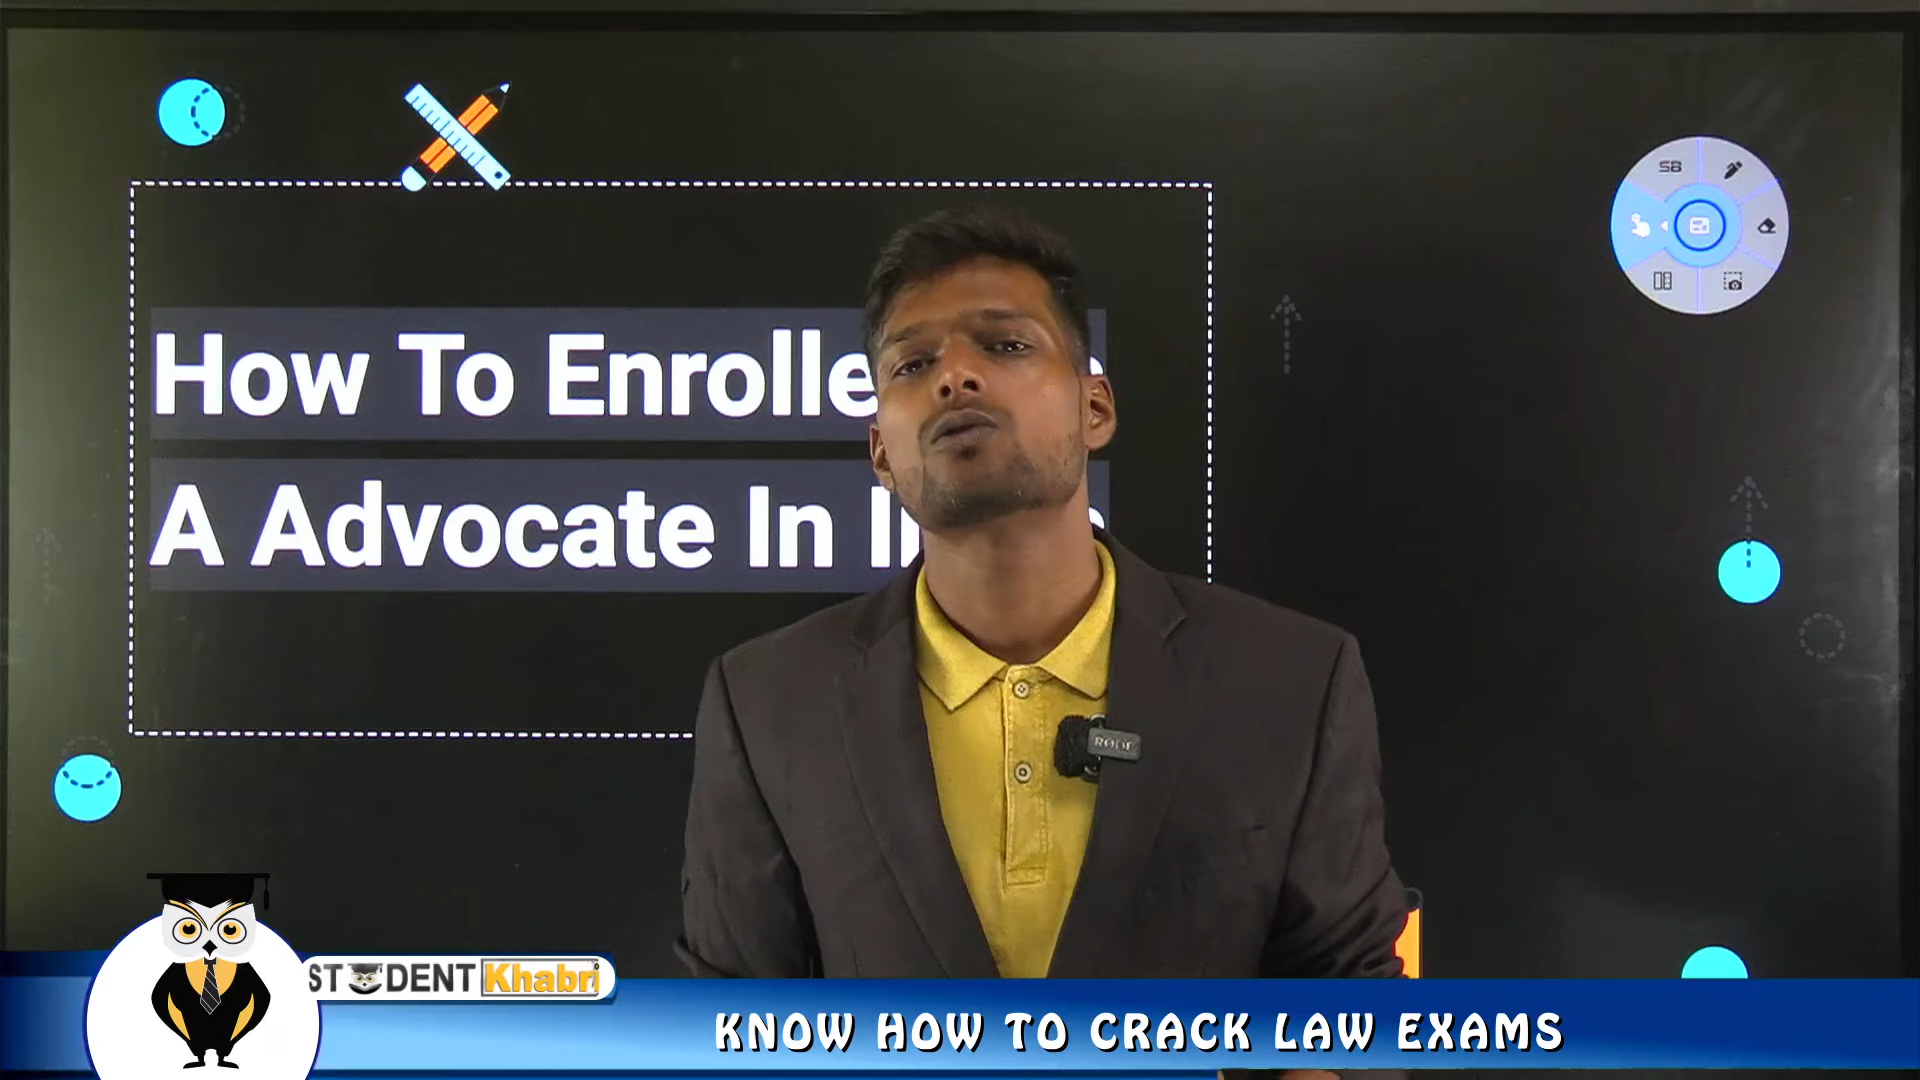 How To Enrolle
A Advocate In
SB
RODE
STUDENT Khabri
KNOW HOW TO CRACK LAW EXAMS